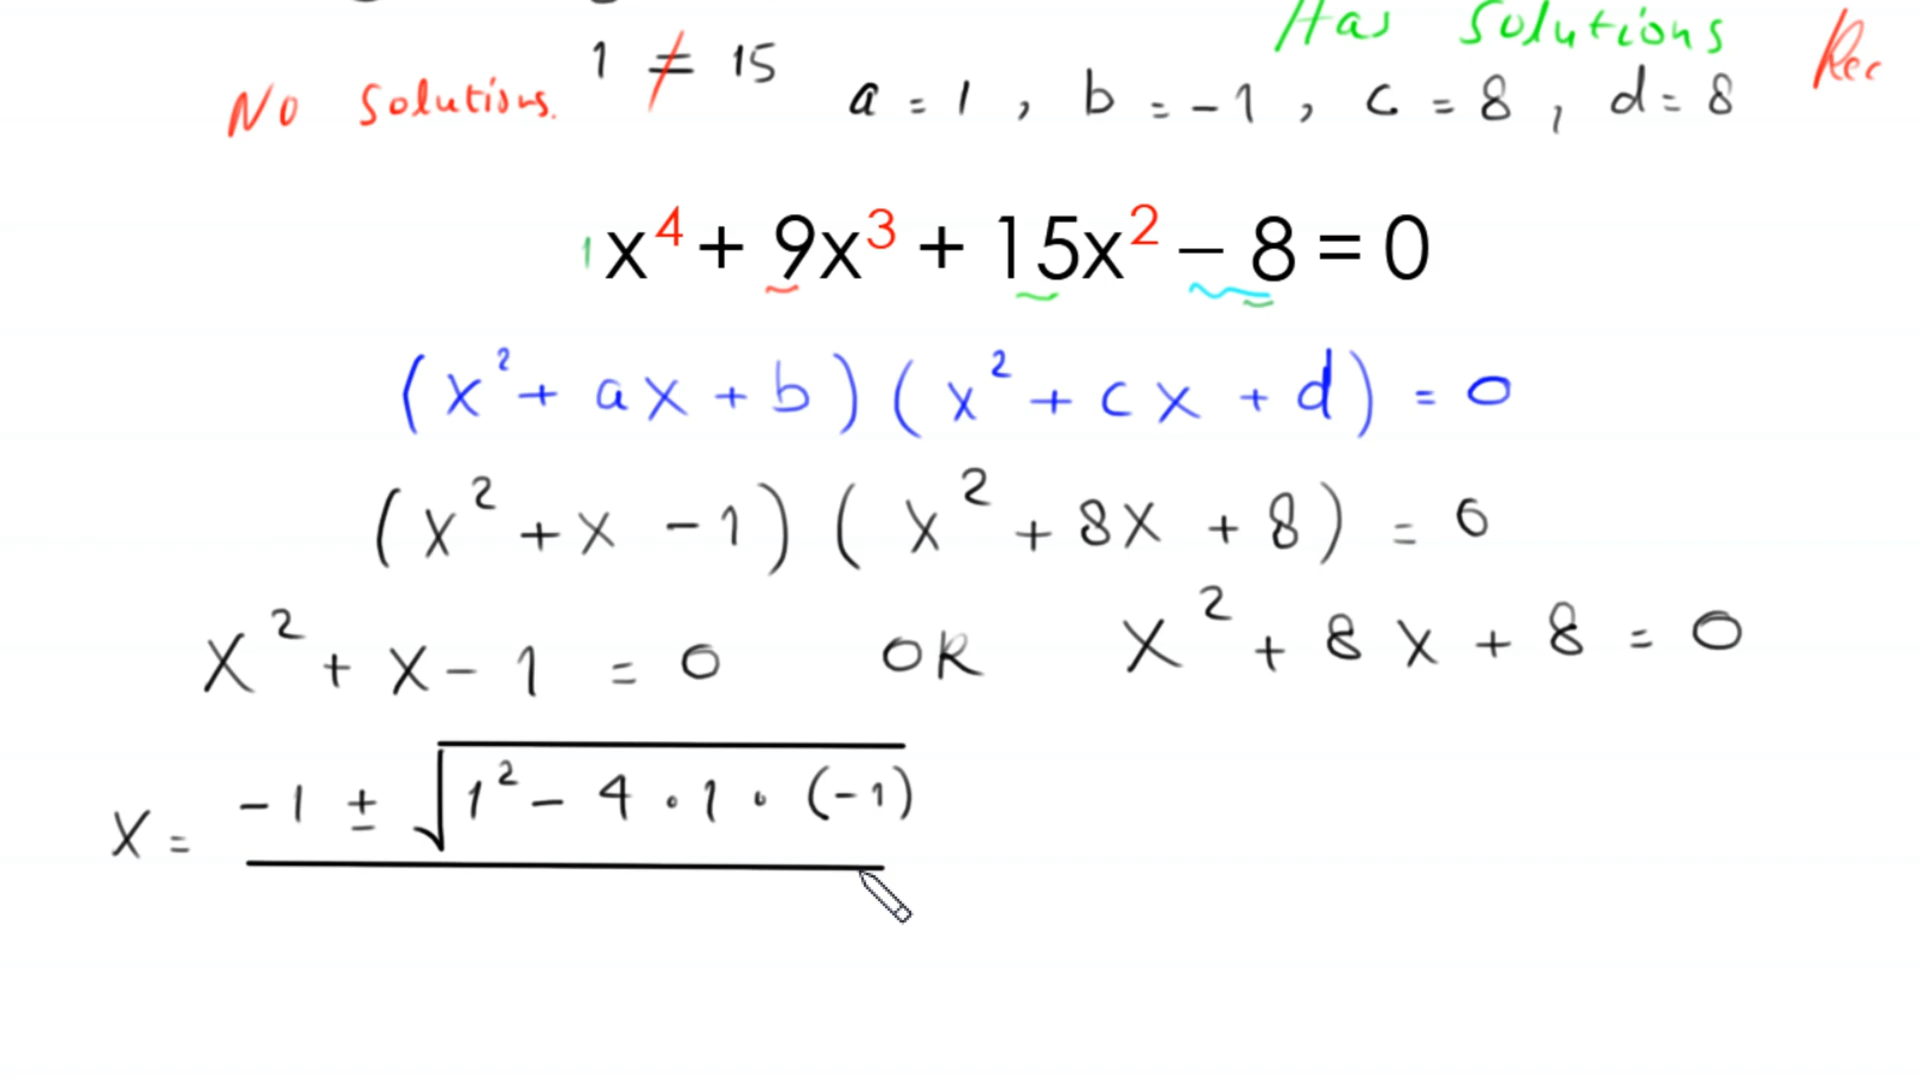 Has Solutions Rec
1 ≠ 15
No Solutions. a = 1 , b = -1 , c = 8 , d = 8
1x⁴ + 9x³ + 15x² – 8 = 0
(x² + ax + b)(x² + cx + d) = 0
(x² + x - 1)(x² + 8x + 8) = 0
x² + x - 1 = 0 OR x² + 8x + 8 = 0
x = -1 ± √1² - 4 · 1 · (-1)